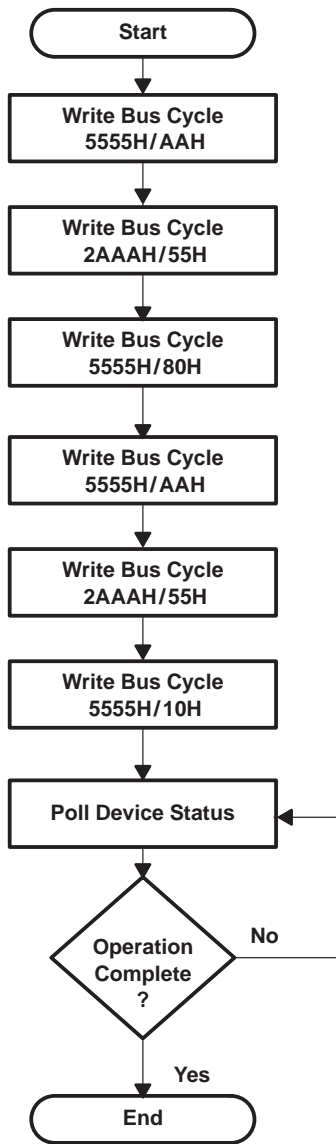 Start
Write Bus Cycle
5555H/AAH
Write Bus Cycle
2AAAH/55H
Write Bus Cycle
5555H/80H
Write Bus Cycle
5555H/AAH
Write Bus Cycle
2AAAH/55H
Write Bus Cycle
5555H/10H
Poll Device Status
Operation
Complete
?
No
Yes
End